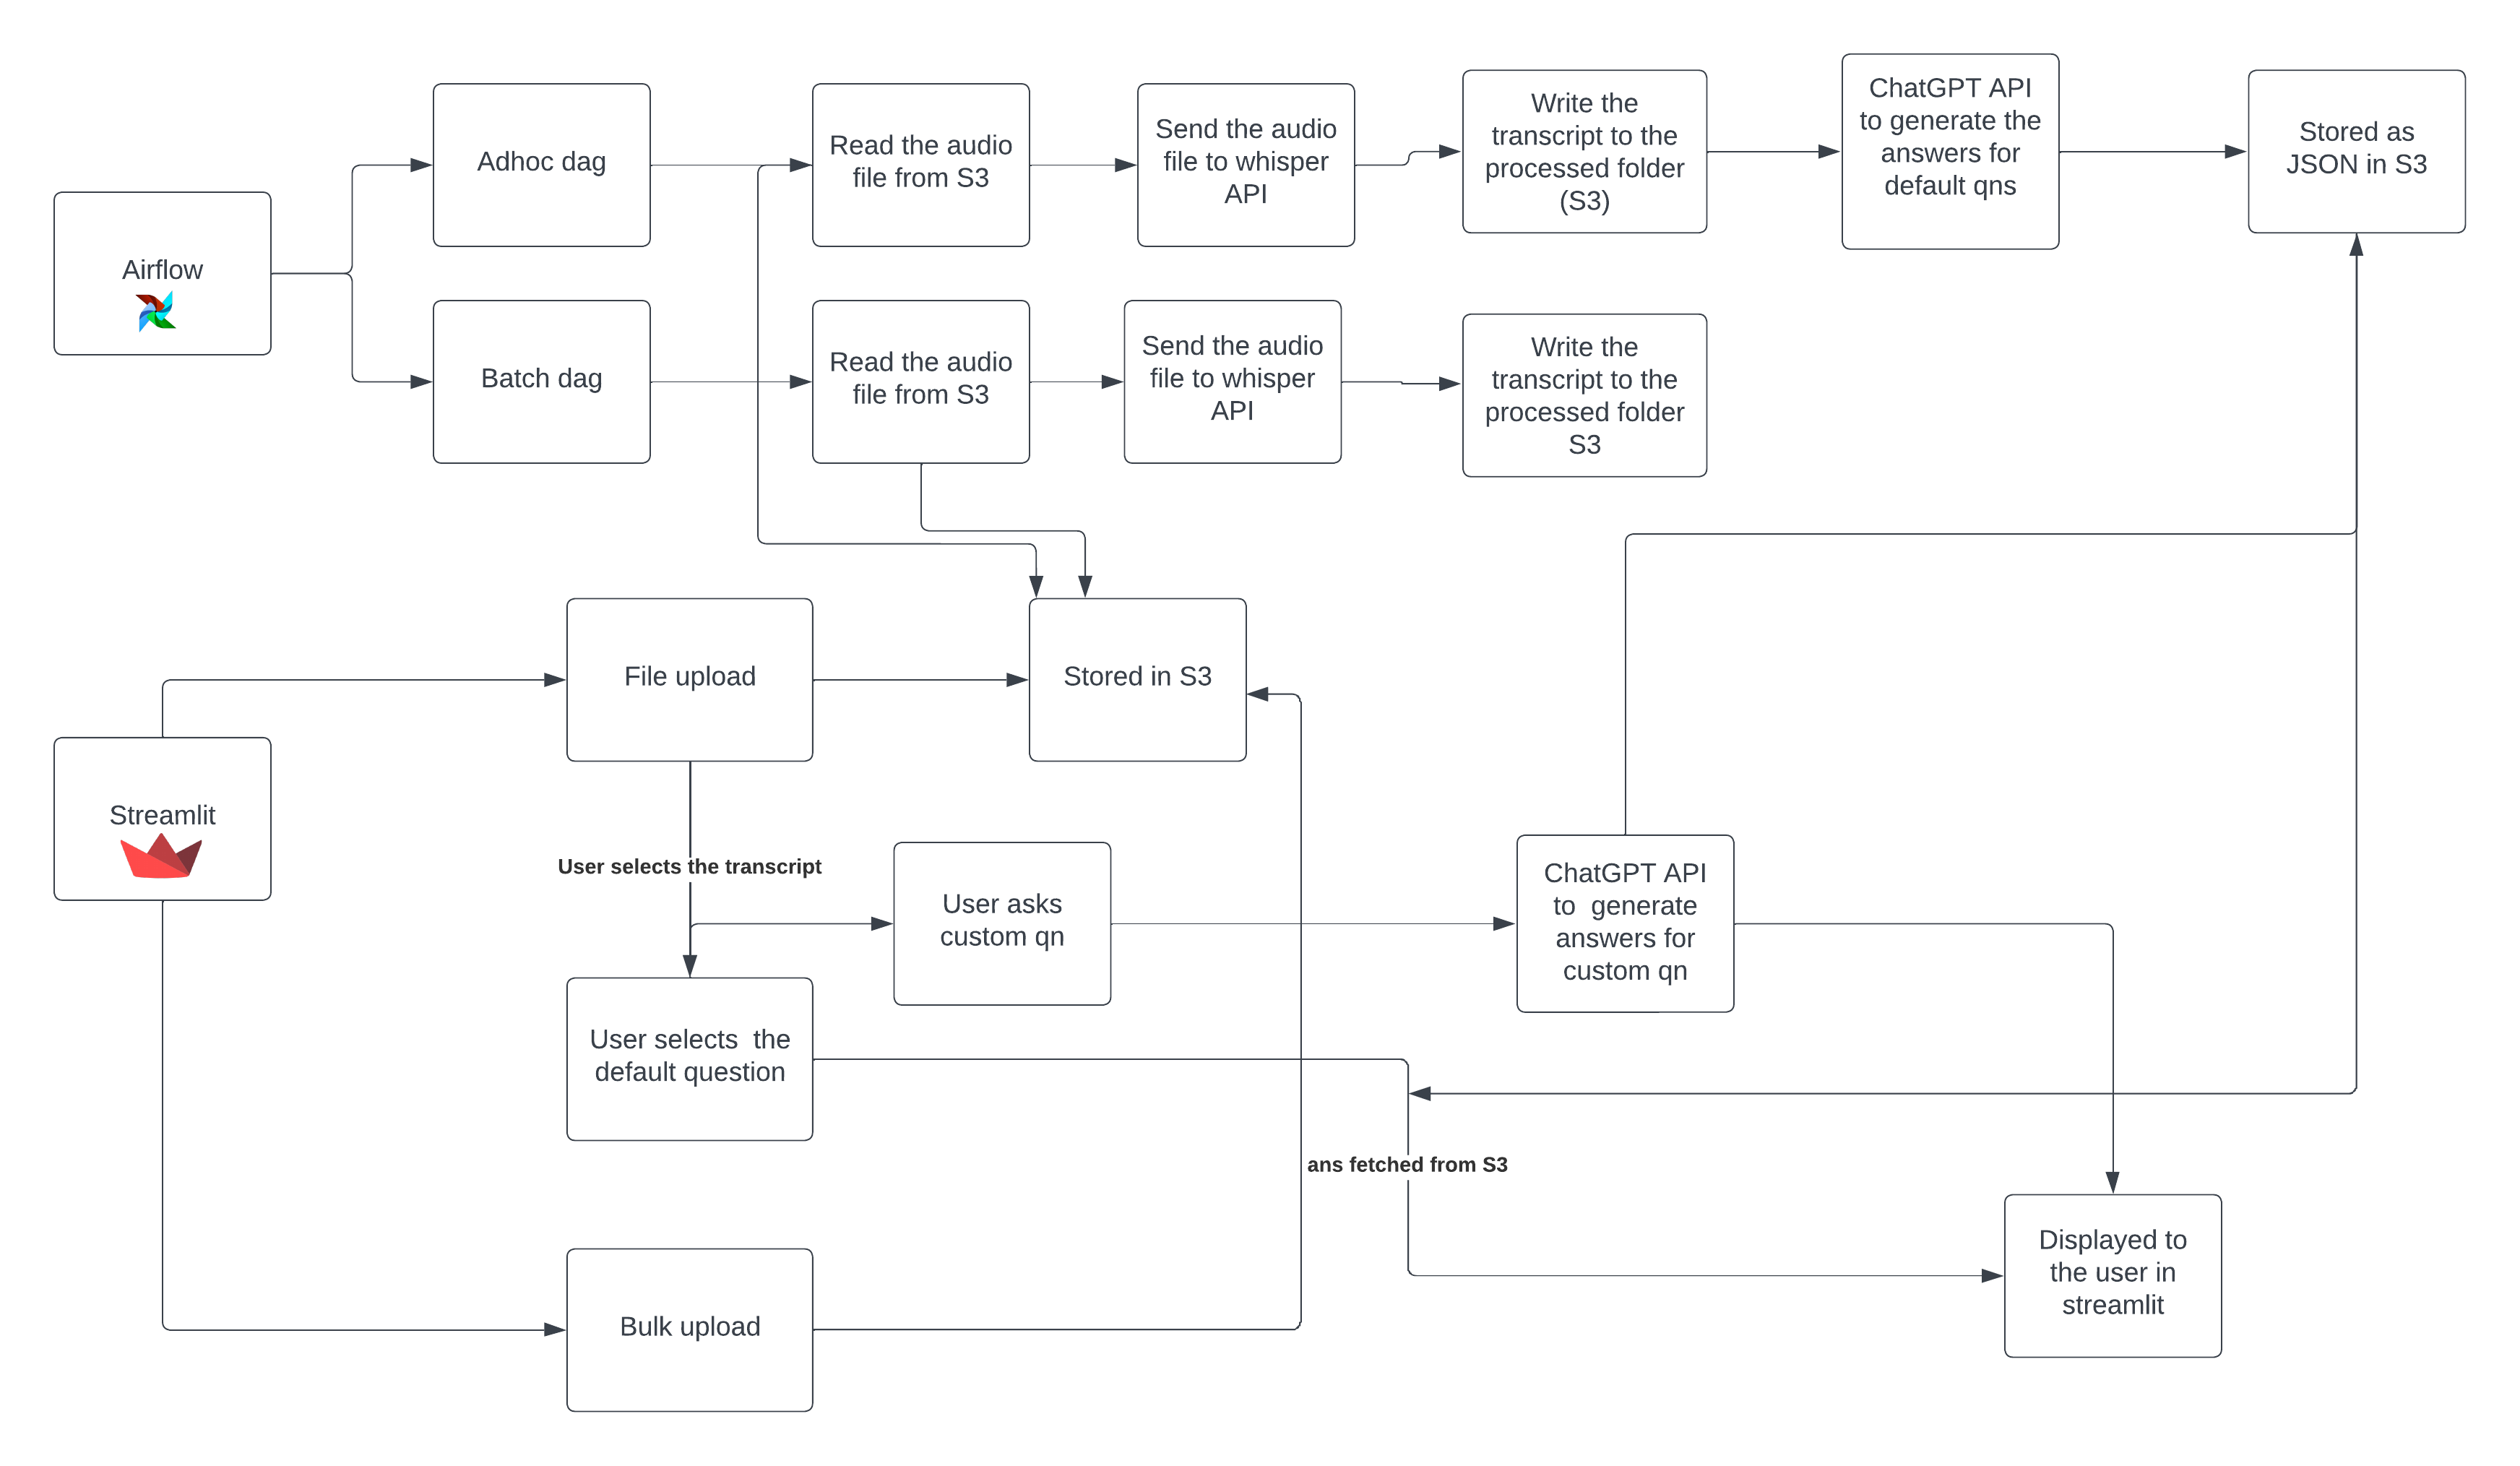 Airflow
Adhoc dag
Read the audio
file from S3
Send the audio
file to whisper
API
Write the
transcript to the
processed folder
(S3)
ChatGPT API
to generate the
answers for
default qns
Stored as
JSON in S3
Batch dag
Read the audio
file from S3
Send the audio
file to whisper
API
Write the
transcript to the
processed folder
S3
Streamlit
File upload
Stored in S3
User selects the transcript
User asks
custom qn
ChatGPT API
to  generate
answers for
custom qn
User selects  the
default question
ans fetched from S3
Bulk upload
Displayed to
the user in
streamlit